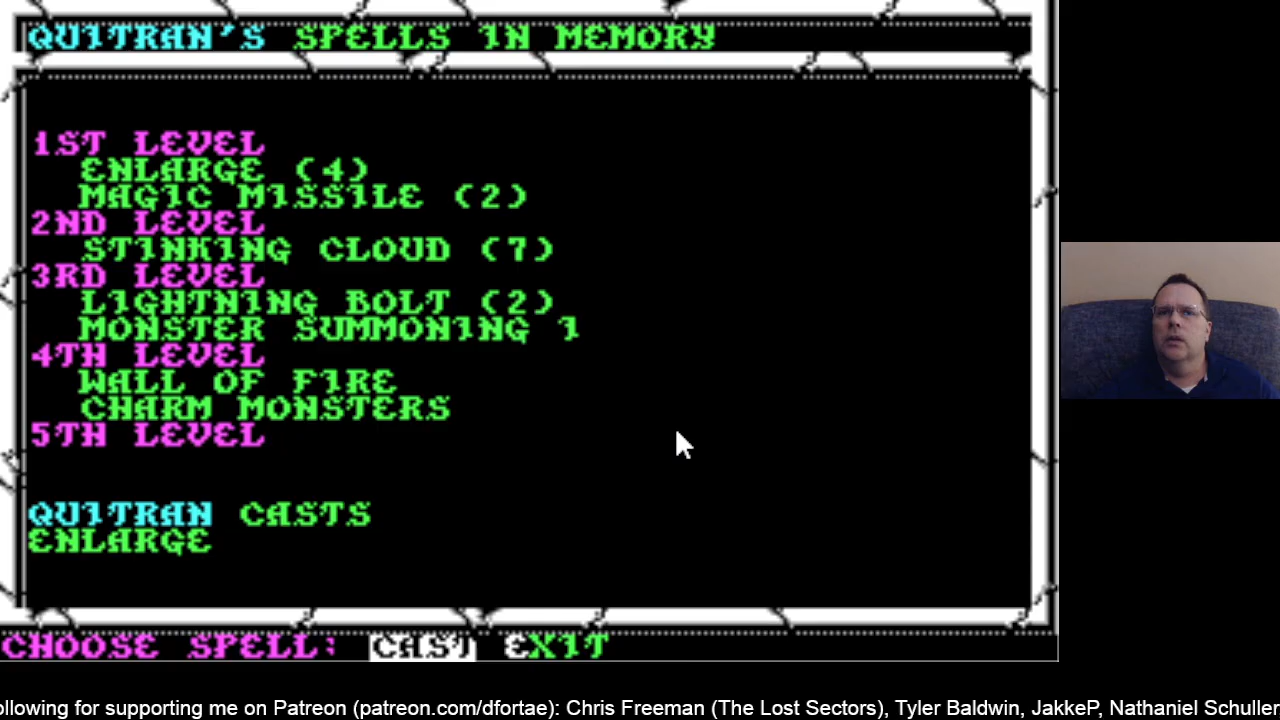 QUITRAN'S SPELLS IN MEMORY
1ST LEVEL
ENLARGE (4)
MAGIC MISSILE (2)
2ND LEVEL
STINKING CLOUD (7)
3RD LEVEL
LIGHTNING BOLT (2)
MONSTER SUMMONING 1
4TH LEVEL
WALL OF FIRE
CHARM MONSTERS
5TH LEVEL
QUITRAN CASTS
ENLARGE
CHOOSE SPELL: CAST EXIT
ollowing for supporting me on Patreon (patreon.com/dfortae): Chris Freeman (The Lost Sectors), Tyler Baldwin, JakkeP, Nathaniel Schuller